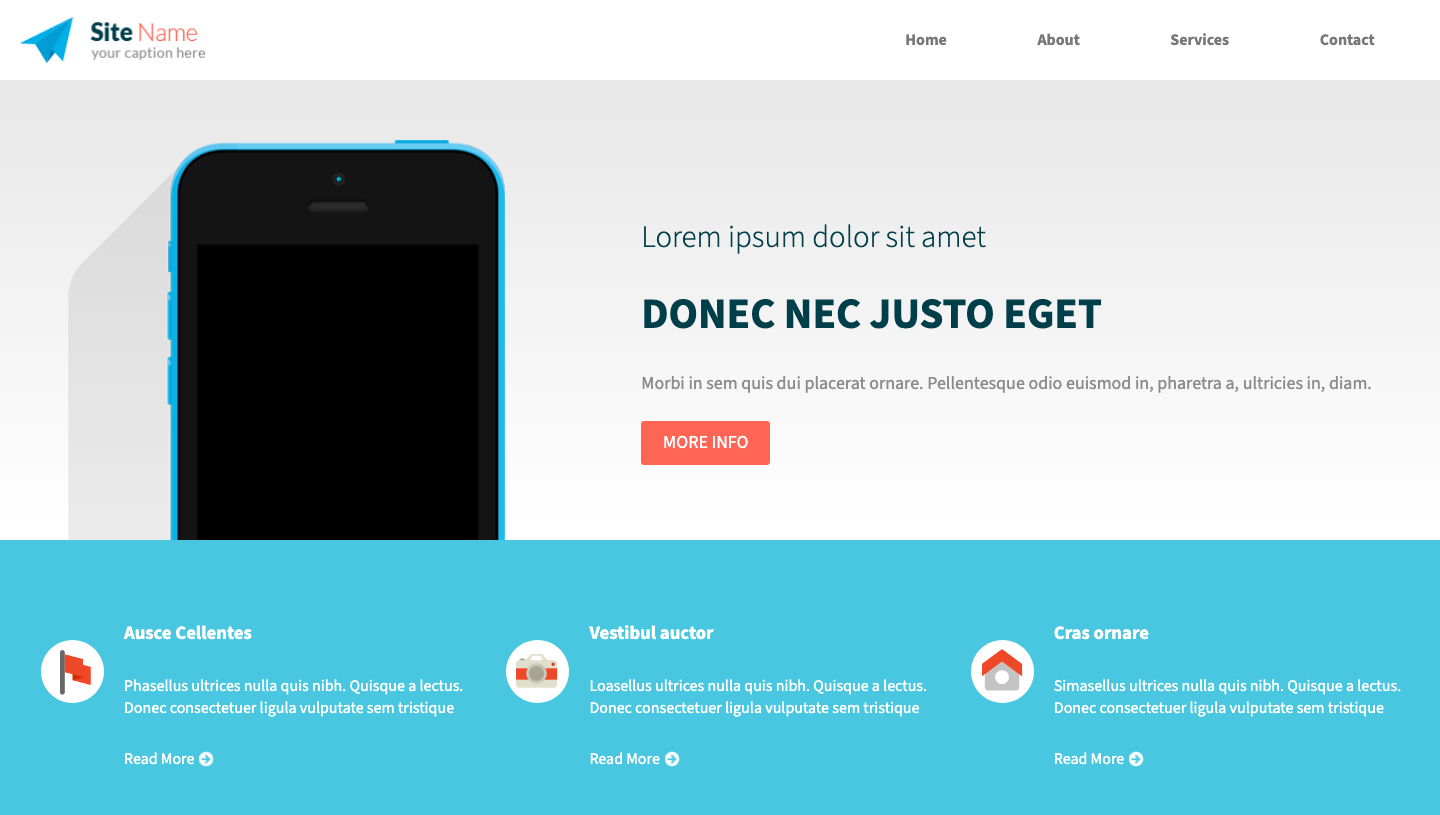 Site Name
your caption here
Home
About
Services
Contact
Lorem ipsum dolor sit amet
DONEC NEC JUSTO EGET
Morbi in sem quis dui placerat ornare. Pellentesque odio euismod in, pharetra a, ultricies in, diam.
MORE INFO
Ausce Cellentes
Phasellus ultrices nulla quis nibh. Quisque a lectus.
Donec consectetuer ligula vulputate sem tristique
Read More
Vestibul auctor
Loasellus ultrices nulla quis nibh. Quisque a lectus.
Donec consectetuer ligula vulputate sem tristique
Read More
Cras ornare
Simasellus ultrices nulla quis nibh. Quisque a lectus.
Donec consectetuer ligula vulputate sem tristique
Read More